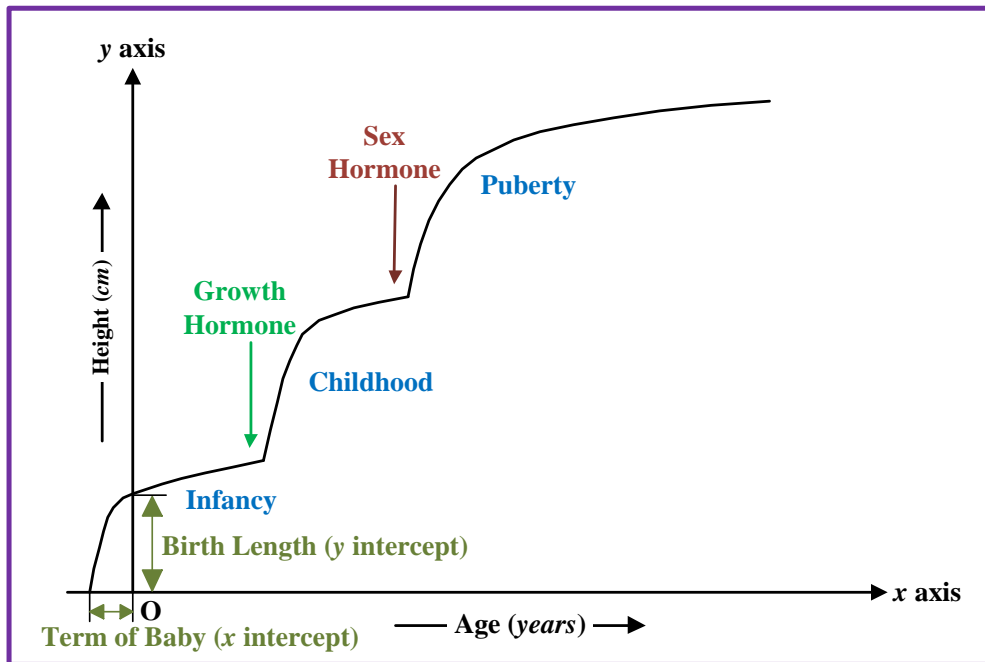 y axis
Sex
Hormone
Puberty
Height (cm)
Growth
Hormone
Childhood
Infancy
Birth Length (y intercept)
x axis
O
Term of Baby (x intercept)
Age (years)